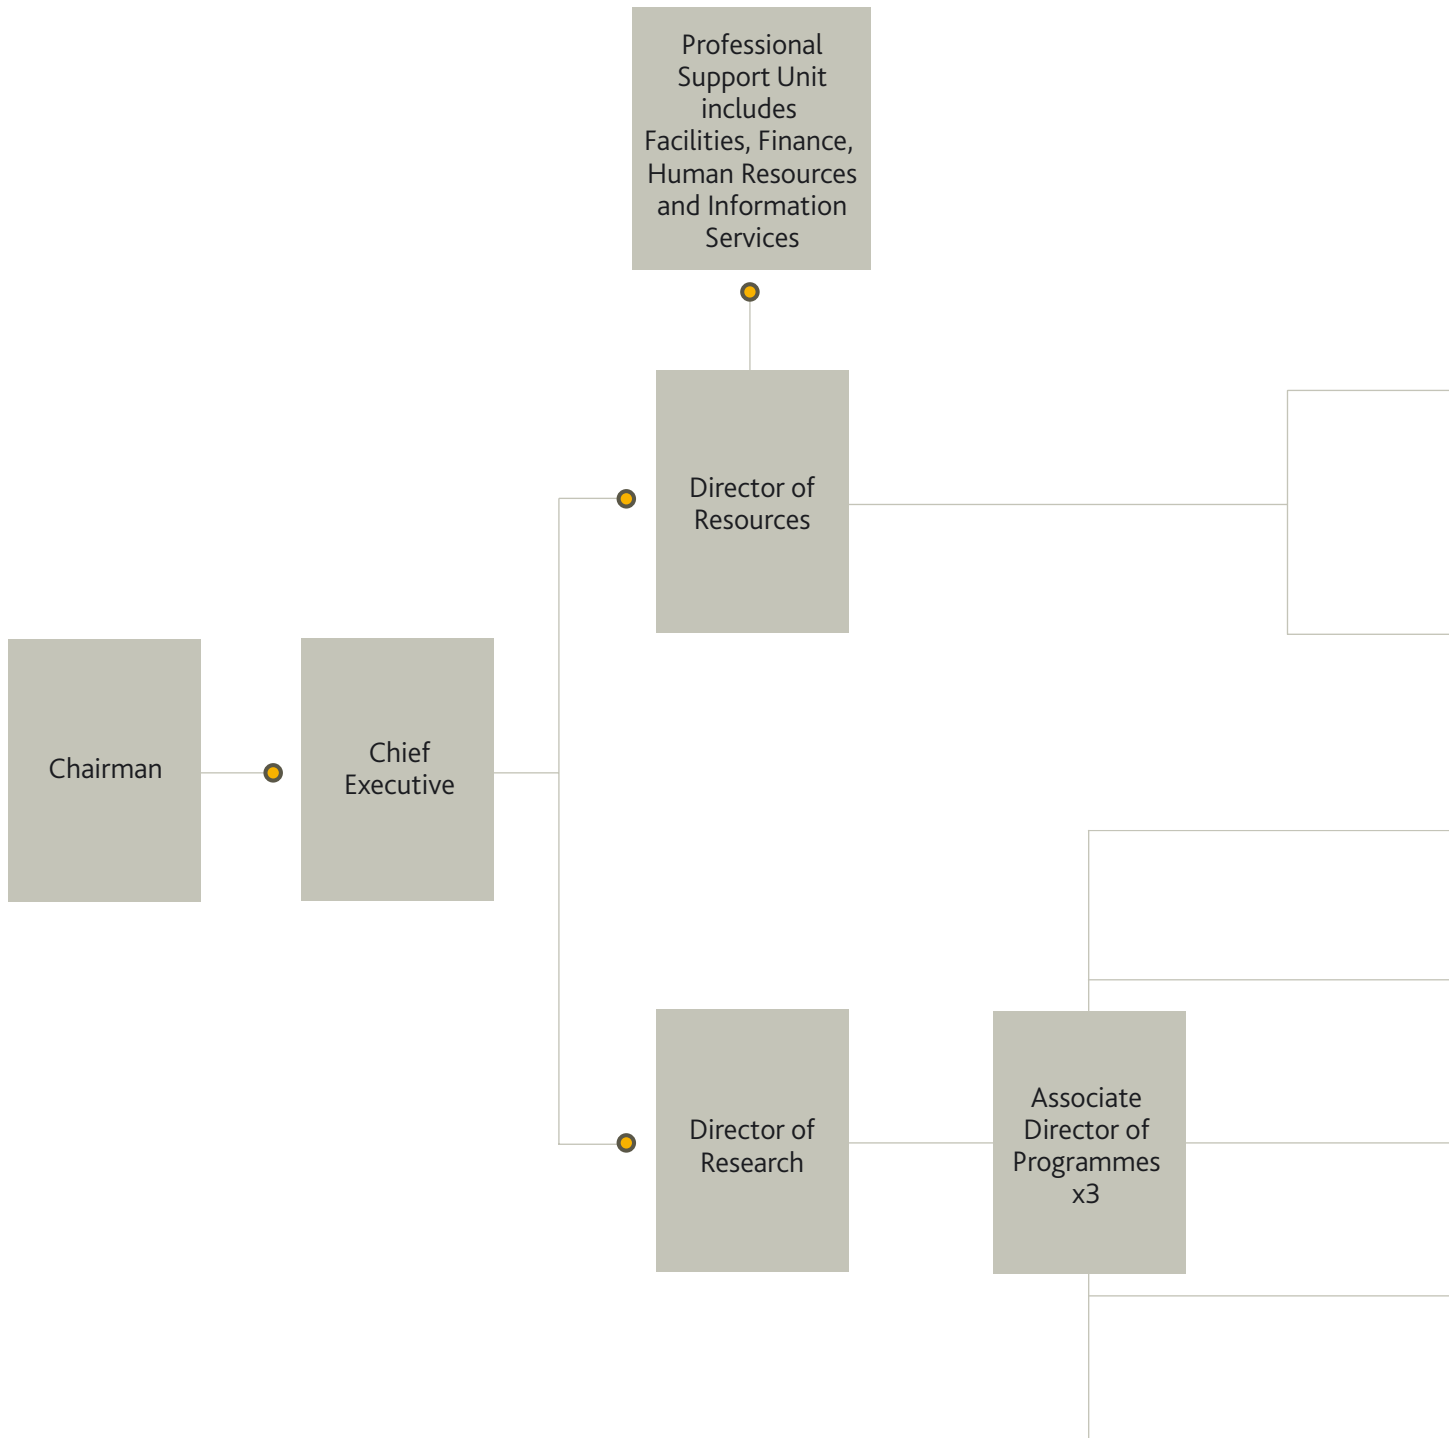 Professional
Support Unit
includes
Facilities, Finance,
Human Resources
and Information
Services
Director of
Resources
Chairman
Chief
Executive
Director of
Research
Associate
Director of
Programmes
x3